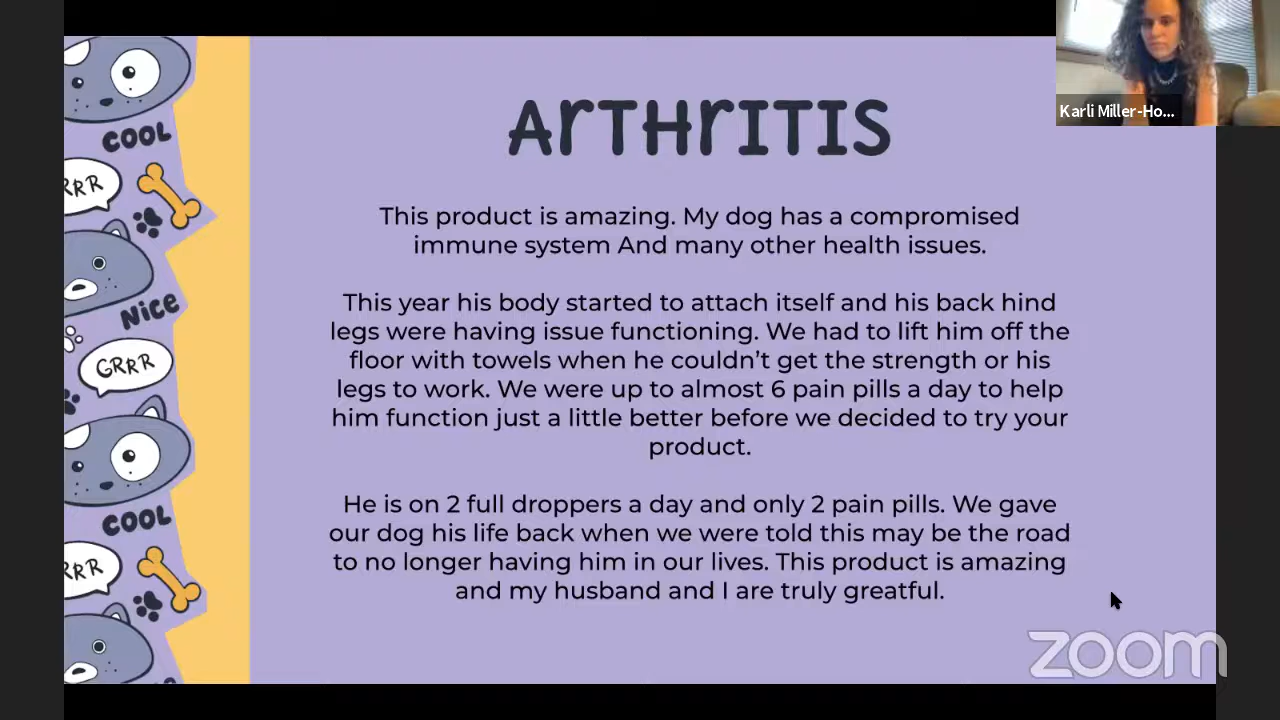 ARTHRITIS
This product is amazing. My dog has a compromised
immune system And many other health issues.
This year his body started to attach itself and his back hind
legs were having issue functioning. We had to lift him off the
floor with towels when he couldn't get the strength or his
legs to work. We were up to almost 6 pain pills a day to help
him function just a little better before we decided to try your
product.
He is on 2 full droppers a day and only 2 pain pills. We gave
our dog his life back when we were told this may be the road
to no longer having him in our lives. This product is amazing
and my husband and I are truly greatful.
COOL
RRR
NICE
GRRR
COOL
RRR
Karli Miller-Ho...
zoom